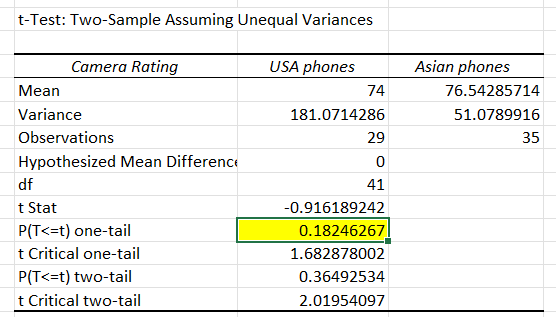 t-Test: Two-Sample Assuming Unequal Variances
Camera Rating USA phones Asian phones
Mean 74 76.54285714
Variance 181.0714286 51.0789916
Observations 29 35
Hypothesized Mean Difference 0
df 41
t Stat -0.916189242
P(T<=t) one-tail 0.18246267
t Critical one-tail 1.682878002
P(T<=t) two-tail 0.36492534
t Critical two-tail 2.01954097